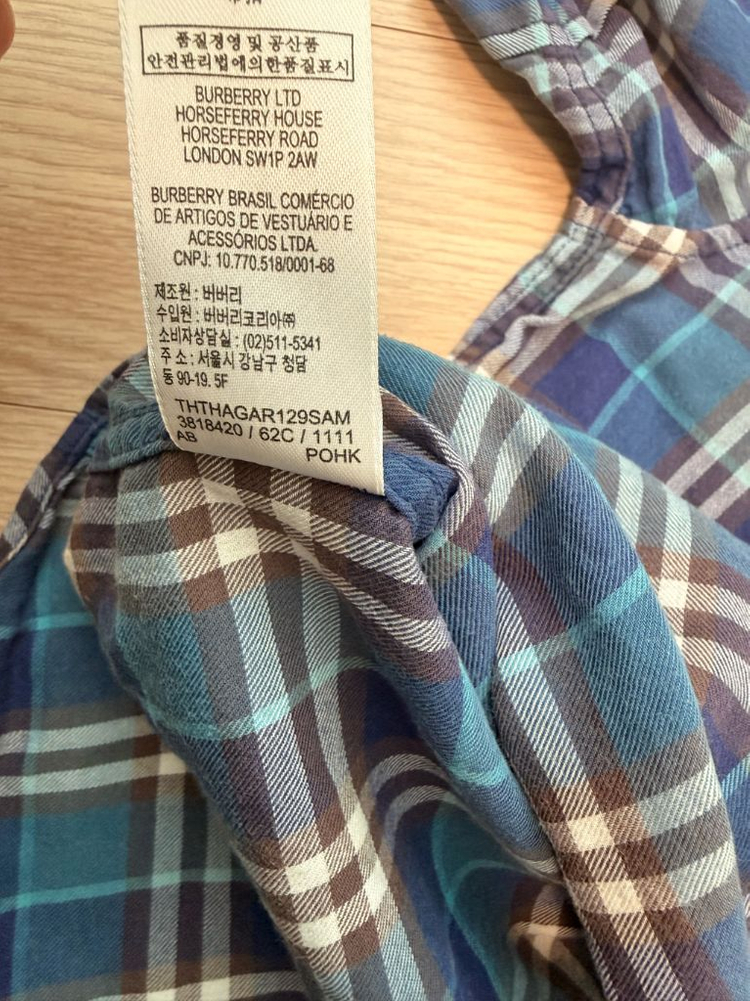 품질경영 및 공산품
안전관리법에의한품질표시
BURBERRY LTD
HORSEFERRY HOUSE
HORSEFERRY ROAD
LONDON SW1P 2AW
BURBERRY BRASIL COMÉRCIO
DE ARTIGOS DE VESTUÁRIO E
ACESSÓRIOS LTDA.
CNPJ: 10.770.518/0001-68
제조원 : 버버리
수입원 : 버버리코리아㈜
소비자상담실 : (02)511-5341
주 소 : 서울시 강남구 청담
동 90-19. 5F
THTHAGAR129SAM
3818420 / 62C / 1111
AB
POHK